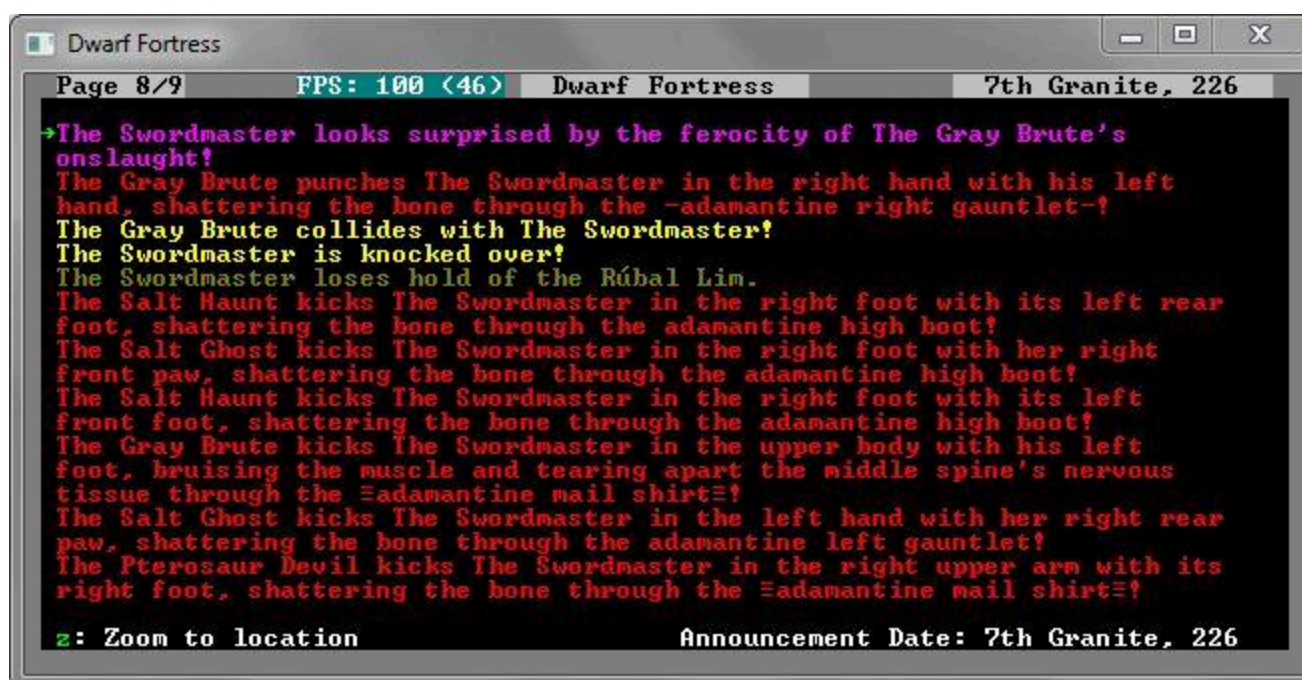 Dwarf Fortress
Page 8/9 FPS: 100 (46) Dwarf Fortress 7th Granite, 226
→The Swordmaster looks surprised by the ferocity of The Gray Brute's
onslaught!
The Gray Brute punches The Swordmaster in the right hand with his left
hand, shattering the bone through the -adamantine right gauntlet-!
The Gray Brute collides with The Swordmaster!
The Swordmaster is knocked over!
The Swordmaster loses hold of the Rúbal Lim.
The Salt Haunt kicks The Swordmaster in the right foot with its left rear
foot, shattering the bone through the adamantine high boot!
The Salt Ghost kicks The Swordmaster in the right foot with her right
front paw, shattering the bone through the adamantine high boot!
The Salt Haunt kicks The Swordmaster in the right foot with its left
front foot, shattering the bone through the adamantine high boot!
The Gray Brute kicks The Swordmaster in the upper body with his left
foot, bruising the muscle and tearing apart the middle spine's nervous
tissue through the ≡adamantine mail shirt≡!
The Salt Ghost kicks The Swordmaster in the left hand with her right rear
paw, shattering the bone through the adamantine left gauntlet!
The Pterosaur Devil kicks The Swordmaster in the right upper arm with its
right foot, shattering the bone through the ≡adamantine mail shirt≡!
z: Zoom to location Announcement Date: 7th Granite, 226